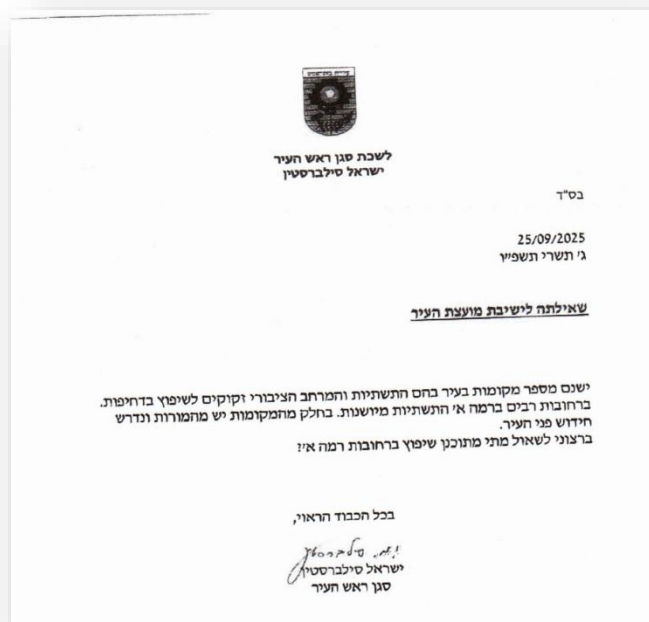 לשכת סגן ראש העיר
ישראל סילברסטין
בס"ד
25/09/2025
ג' תשרי תשפ"ו
שאילתה לישיבת מועצת העיר
ישנם מספר מקומות בעיר בהם התשתיות והמרחב הציבורי זקוקים לשיפוץ בדחיפות.
ברחובות רבים ברמה א' התשתיות מיושנות. בחלק מהמקומות יש מהמורות ונדרש
חידוש פני העיר.
ברצוני לשאול מתי מתוכנן שיפוץ ברחובות רמה א'?
בכל הכבוד הראוי,
ישראל סילברסטין
סגן ראש העיר